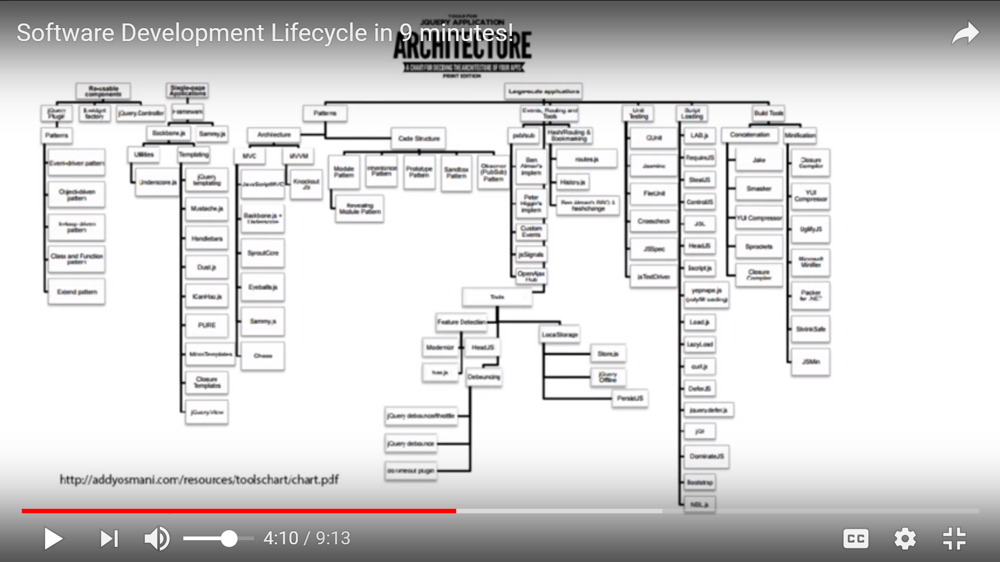 Software Development Lifecycle in 9 minutes!
TOOLS FOR
JQUERY APPLICATION
ARCHITECTURE
A CHART FOR DECIDING THE ARCHITECTURE OF YOUR APPS
PRINT EDITION
Re-usable
components
jQuery
Plugin
$.widget
factory
jQuery.Controller
Patterns
Event-driven pattern
Object-driven
pattern
pattern
Class and Function
pattern
Extend pattern
Single-page
Applications
Framework
Backbone.js
Sammy.js
Utilities
Underscore.js
Templating
jQuery
templating
Mustache.js
Handlebars
Dust.js
ICanHaz.js
PURE
MicroTemplates
Closure
Templates
jQuery.View
Large-scale applications
Patterns
Architecture
MVC
JavaScriptMVC
Backbone.js +
Underscore
SproutCore
Eyeballs.js
Sammy.js
Choco
MVVM
Knockout
JS
Code Structure
Module
Pattern
Revealing
Module Pattern
Inheritance
Pattern
Prototype
Pattern
Sandbox
Pattern
Observer
(PubSub)
Pattern
Events, Routing and
Tools
pub/sub
Ben
Alman's
implem
Peter
Higgin's
implem
Custom
Events
jsSignals
OpenAjax
Hub
Hash/Routing &
Bookmarking
routes.js
History.js
Ben Alman's BBQ &
hashchange
Tools
Feature Detection
Modernizr
HeadJS
has.js
Debouncing
jQuery debounce/throttle
jQuery debounce
doTimeout plugin
LocalStorage
Store.js
jQuery
Offline
PersistJS
Unit
Testing
QUnit
Jasmine
FireUnit
Crosscheck
JSSpec
jsTestDriver
Script
Loading
LAB.js
RequireJS
StealJS
ControlJS
JSL
HeadJS
$script.js
yepnope.js
(polyfill loading)
Load.js
LazyLoad
curl.js
DeferJS
jquery.defer.js
jQl
DominateJS
Bootstrap
NBL.js
Build Tools
Concatenation
Jake
Smasher
YUI Compressor
Sprockets
Closure
Compiler
Minification
Closure
Compiler
YUI
Compressor
UglifyJS
Microsoft
Minifier
Packer
for .NET
ShrinkSafe
JSMin
http://addyosmani.com/resources/toolschart/chart.pdf
4:10 / 9:13
CC